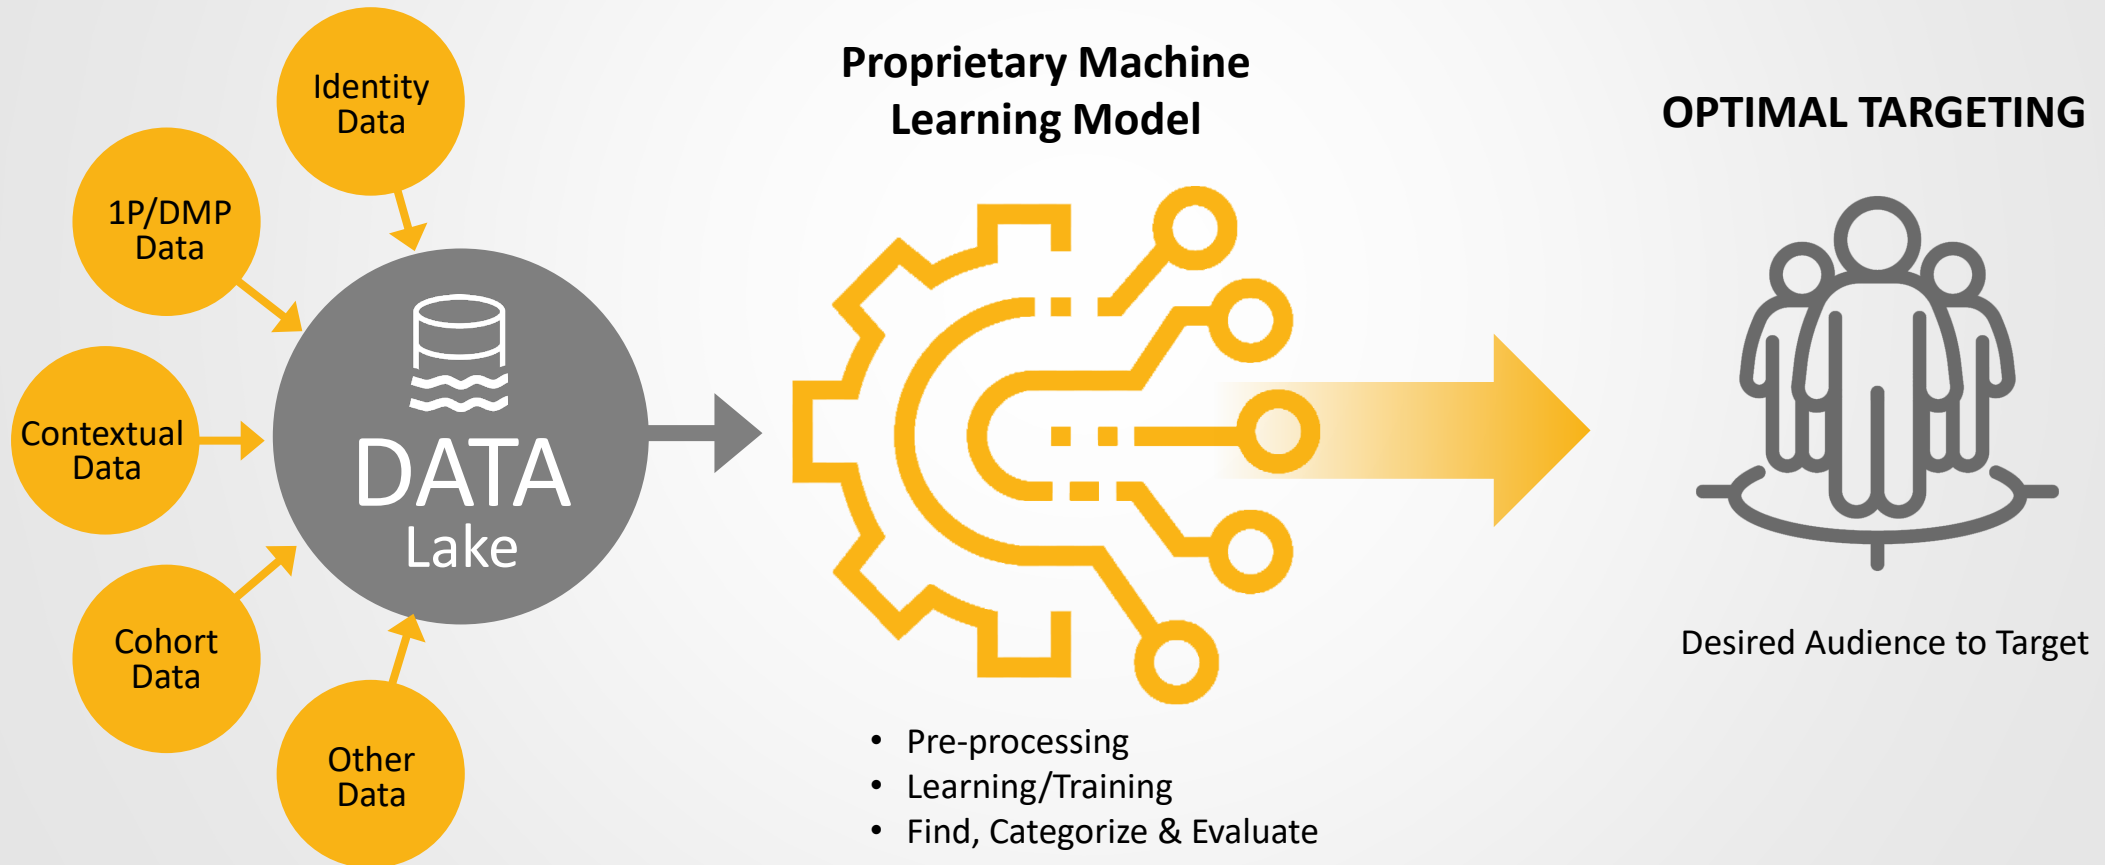 Identity
Data
1P/DMP
Data
Contextual
Data
Cohort
Data
Other
Data
DATA
Lake
Proprietary Machine
Learning Model
• Pre-processing
• Learning/Training
• Find, Categorize & Evaluate
OPTIMAL TARGETING
Desired Audience to Target